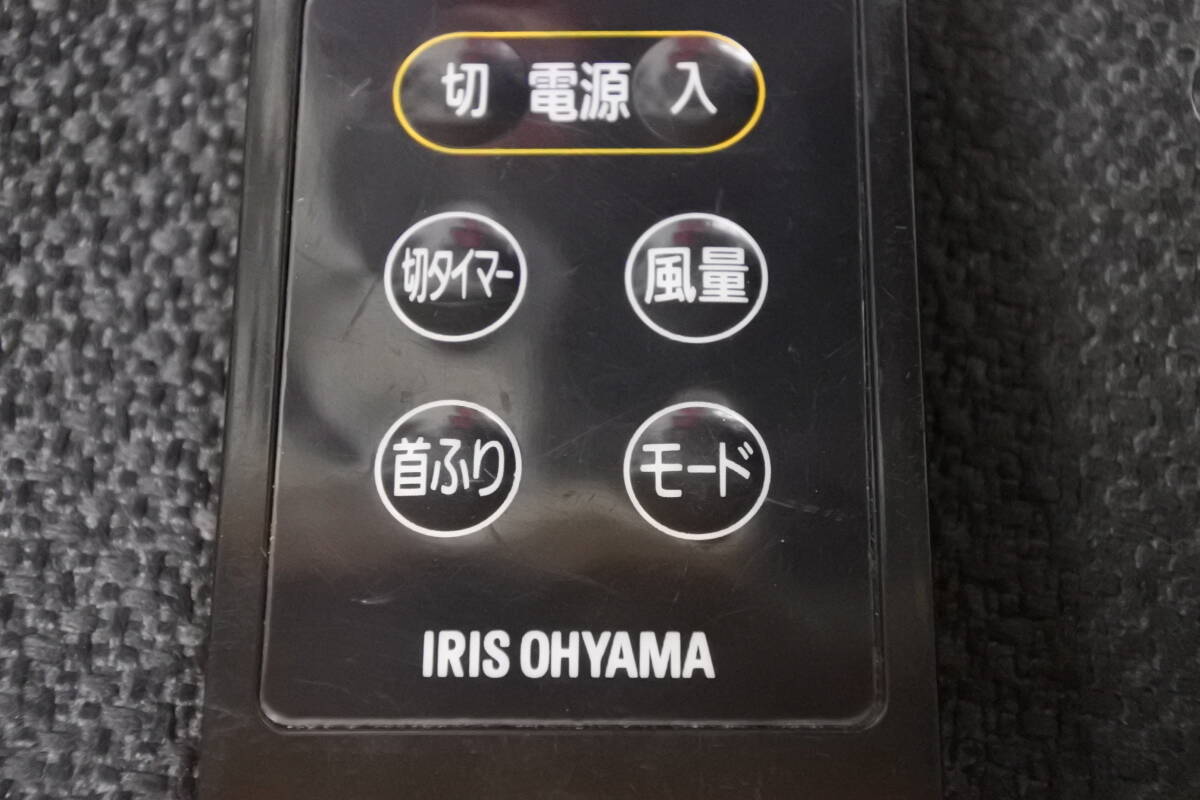 切 電源 入
切タイマー 風量
首ふり モード
IRIS OHYAMA